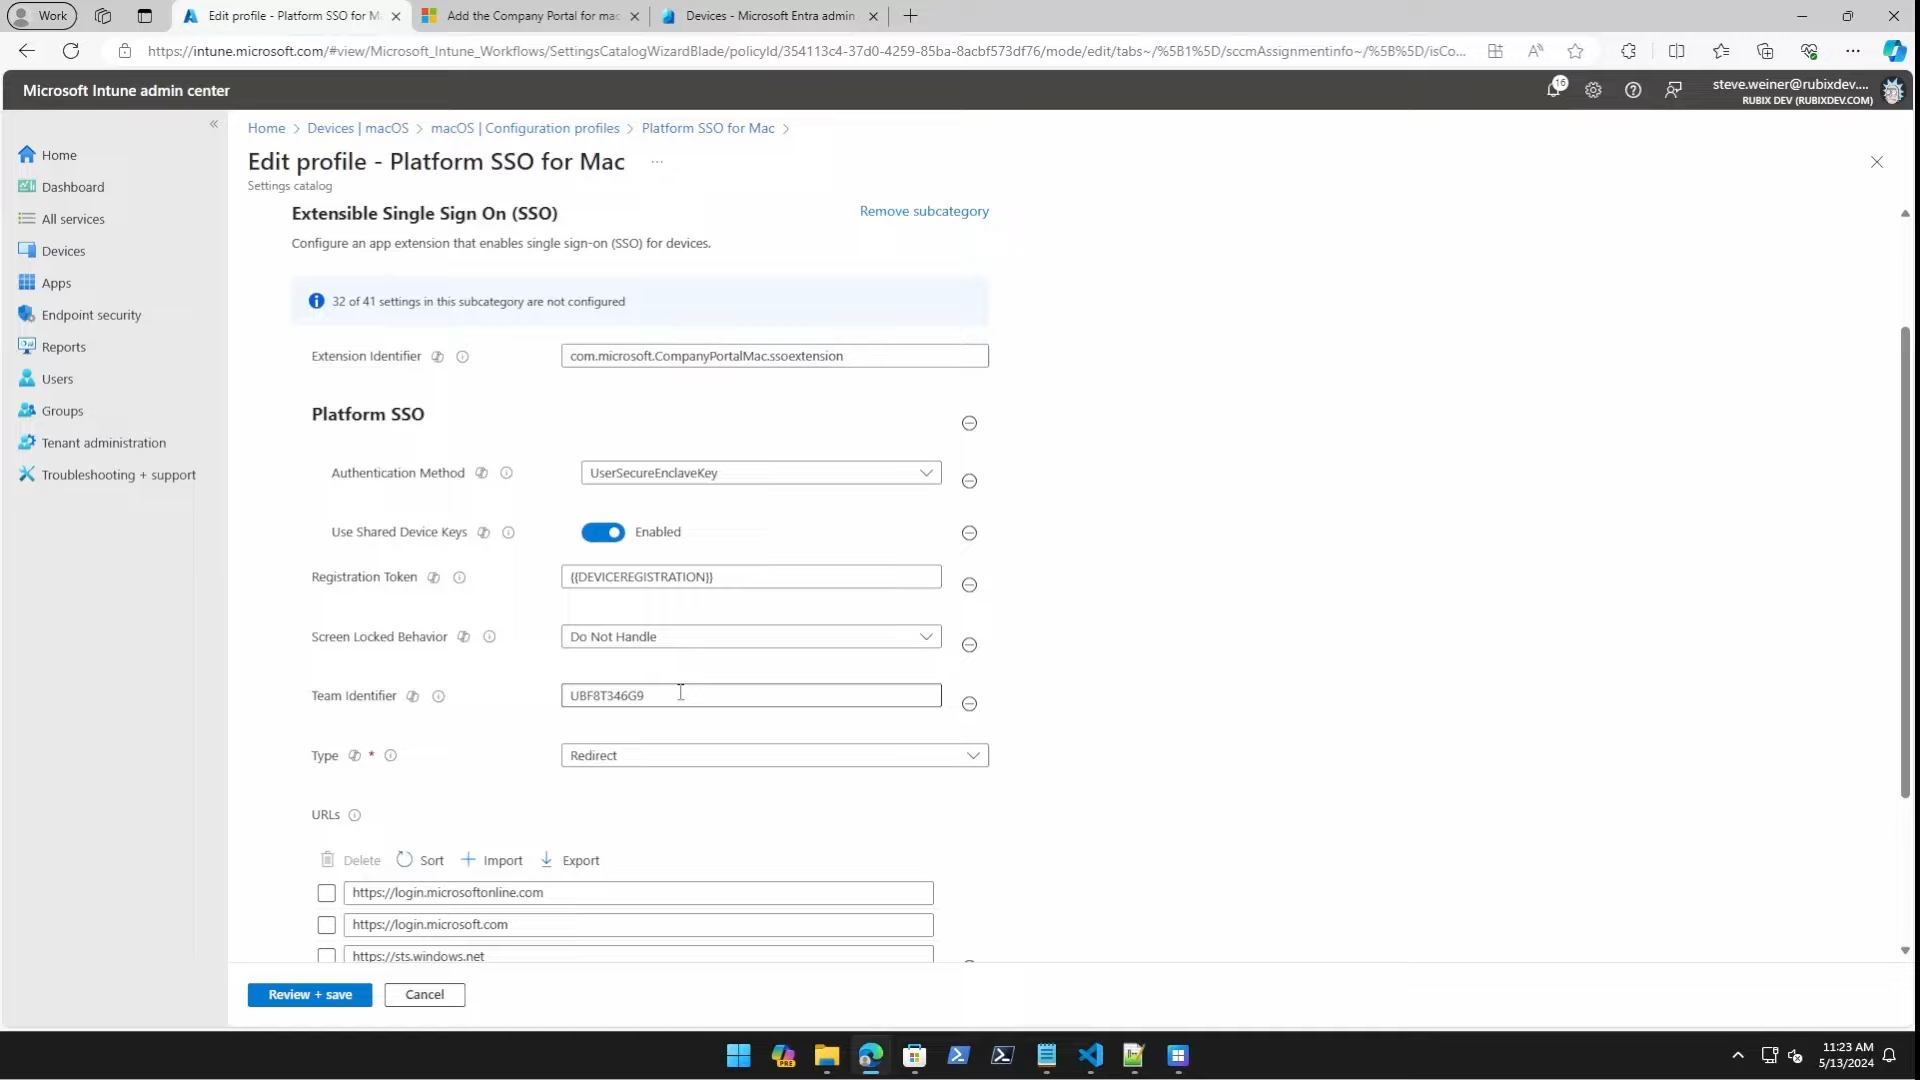 Work
Edit profile - Platform SSO for M
Add the Company Portal for mac
Devices - Microsoft Entra admin
https://intune.microsoft.com/#view/Microsoft_Intune_Workflows/SettingsCatalogWizardBlade/policyId/354113c4-37d0-4259-85ba-8acbf573df76/mode/edit/tabs~/%5B1%5D/sccmAssignmentinfo~/%5B%5D/isCo...
Microsoft Intune admin center
16
steve.weiner@rubixdev....
RUBIX DEV (RUBIXDEV.COM)
Home
Dashboard
All services
Devices
Apps
Endpoint security
Reports
Users
Groups
Tenant administration
Troubleshooting + support
Home > Devices | macOS > macOS | Configuration profiles > Platform SSO for Mac >
Edit profile - Platform SSO for Mac ...
Settings catalog
Extensible Single Sign On (SSO)
Remove subcategory
Configure an app extension that enables single sign-on (SSO) for devices.
32 of 41 settings in this subcategory are not configured
Extension Identifier
com.microsoft.CompanyPortalMac.ssoextension
Platform SSO
Authentication Method
UserSecureEnclaveKey
Use Shared Device Keys
Enabled
Registration Token
{{DEVICEREGISTRATION}}
Screen Locked Behavior
Do Not Handle
Team Identifier
UBF8T346G9
Type *
Redirect
URLs
Delete
Sort
Import
Export
https://login.microsoftonline.com
https://login.microsoft.com
https://sts.windows.net
Review + save
Cancel
PRE
11:23 AM
5/13/2024